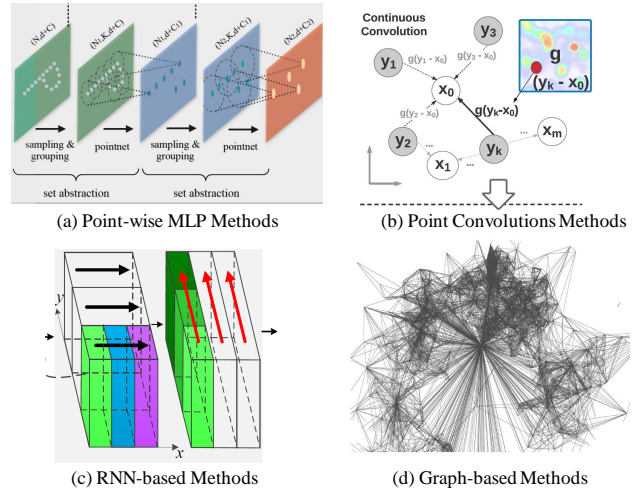 (N,d+C)
(N₁,K,d+C)
(N₁,d+C₁)
(N₂,K,d+C₁)
(N₂,d+C₂)
sampling &
grouping
pointnet
sampling &
grouping
pointnet
set abstraction
set abstraction
(a) Point-wise MLP Methods
Continuous
Convolution
y₃
y₁
g(y₁ - x₀)
g(y₃ - x₀)
g
(yₖ - x₀)
x₀
g(y₂ - x₀)
g(yₖ-x₀)
xₘ
y₂
...
yₖ
...
x₁
...
(b) Point Convolutions Methods
y
x
(c) RNN-based Methods
(d) Graph-based Methods